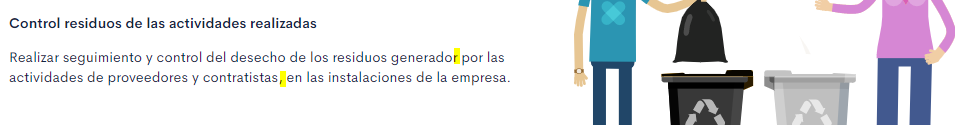 Control residuos de las actividades realizadas
Realizar seguimiento y control del desecho de los residuos generador por las
actividades de proveedores y contratistas, en las instalaciones de la empresa.